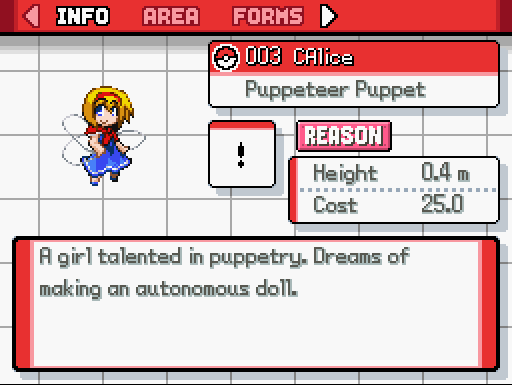 INFO AREA FORMS
003 CAlice
Puppeteer Puppet
!
REASON
Height 0.4 m
Cost 25.0
A girl talented in puppetry. Dreams of
making an autonomous doll.